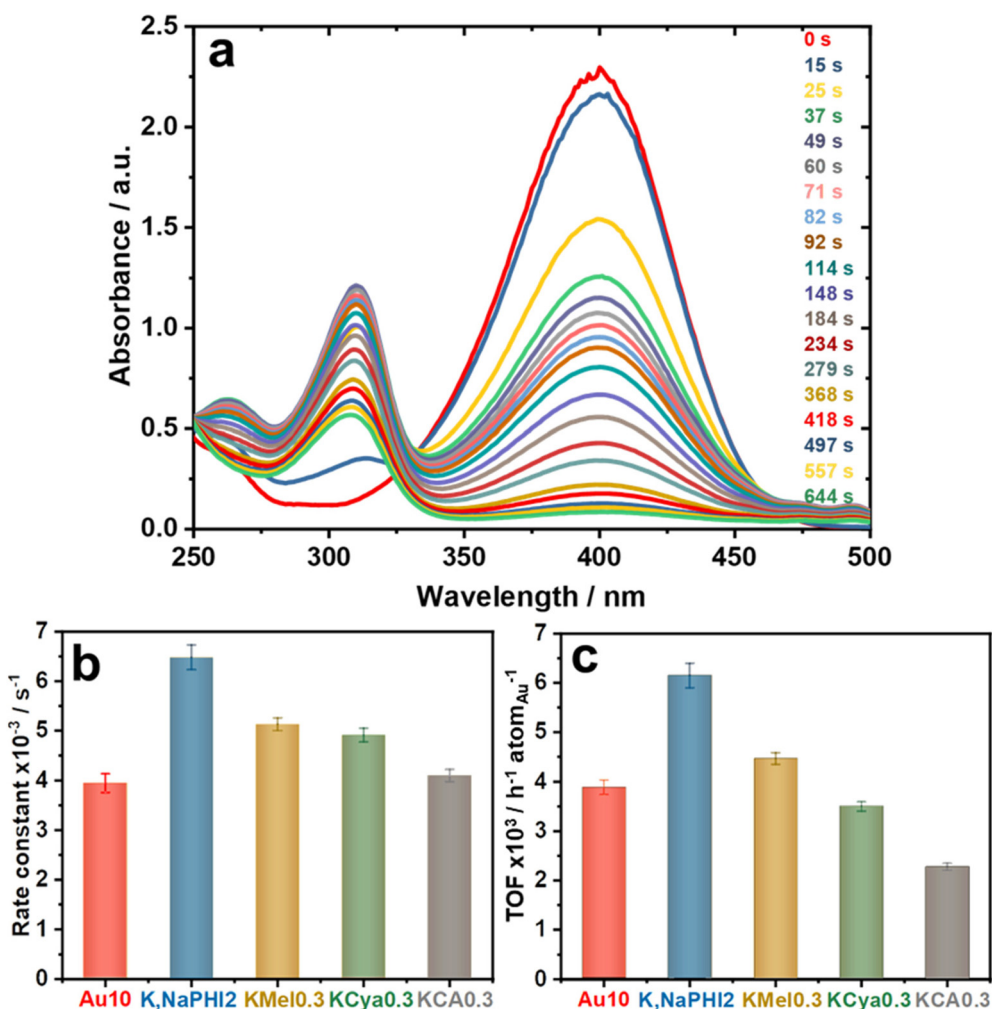 a
2.5
2.0
1.5
1.0
0.5
0.0
Absorbance / a.u.
250 300 350 400 450 500
Wavelength / nm
0 s
15 s
25 s
37 s
49 s
60 s
71 s
82 s
92 s
114 s
148 s
184 s
234 s
279 s
368 s
418 s
497 s
557 s
644 s
b
7
6
5
4
3
2
1
0
Rate constant x10⁻³ / s⁻¹
Au10 K,NaPHI2 KMel0.3 KCya0.3 KCA0.3
c
7
6
5
4
3
2
1
0
TOF x10³ / h⁻¹ atom_Au⁻¹
Au10 K,NaPHI2 KMel0.3 KCya0.3 KCA0.3